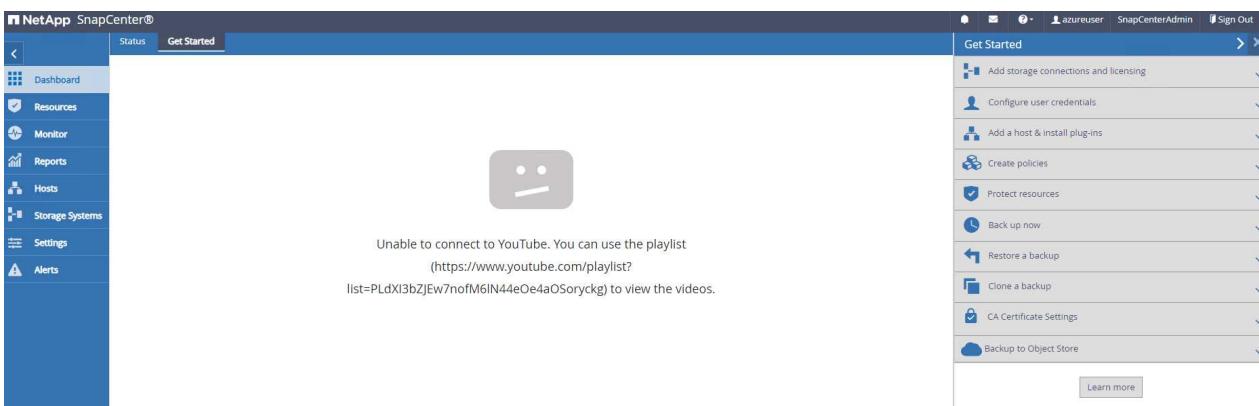 NetApp SnapCenter®
azureuser SnapCenterAdmin Sign Out
Status Get Started
Dashboard
Resources
Monitor
Reports
Hosts
Storage Systems
Settings
Alerts
Unable to connect to YouTube. You can use the playlist
(https://www.youtube.com/playlist?
list=PLdXI3bZJEw7nofM6lN44eOe4aOSoryckg) to view the videos.
Get Started
Add storage connections and licensing
Configure user credentials
Add a host & install plug-ins
Create policies
Protect resources
Back up now
Restore a backup
Clone a backup
CA Certificate Settings
Backup to Object Store
Learn more